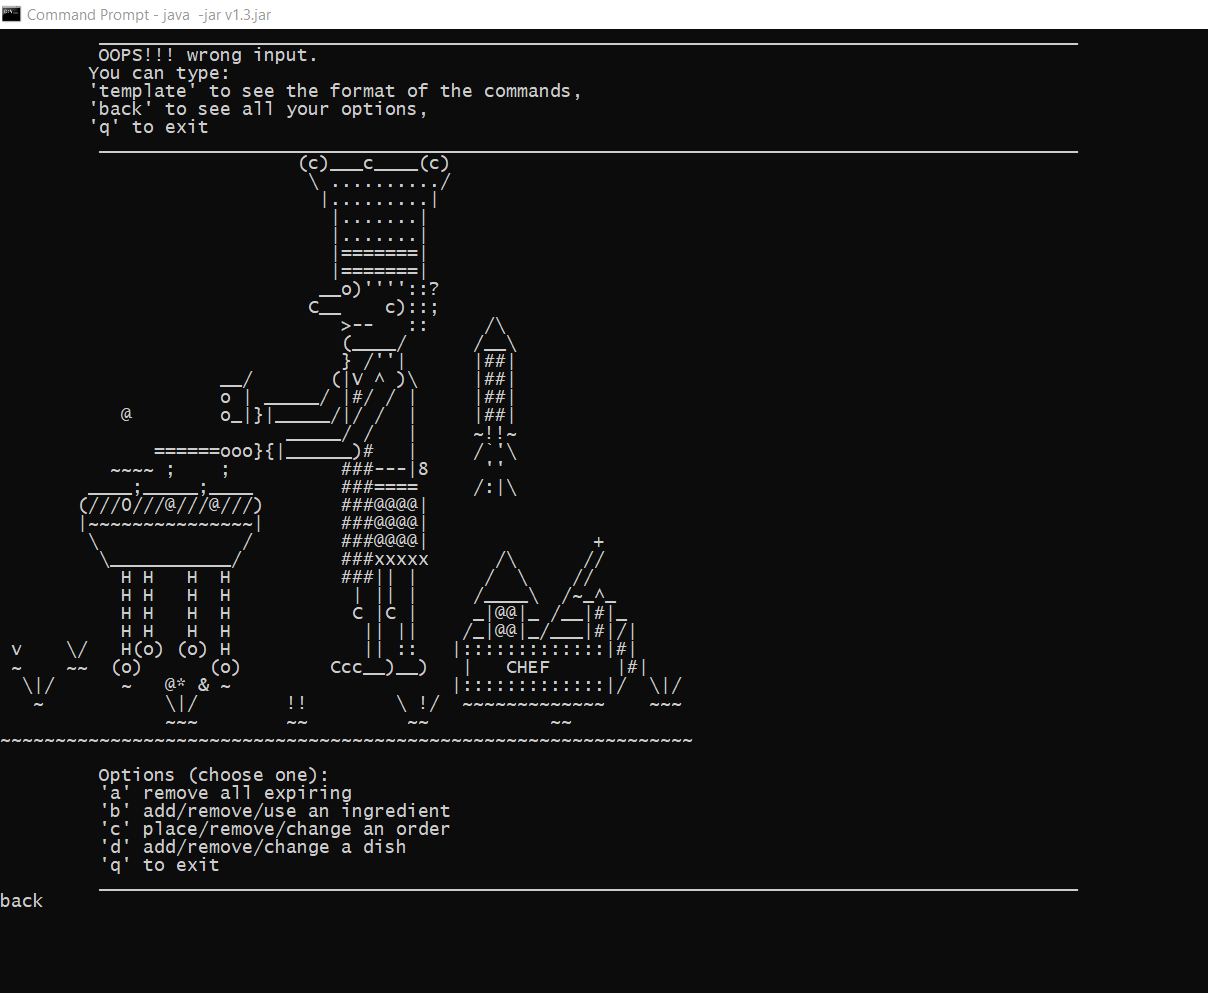 Command Prompt - java -jar v1.3.jar
OOPS!!! wrong input.
You can type:
'template' to see the format of the commands,
'back' to see all your options,
'q' to exit
CHEF
Options (choose one):
'a' remove all expiring
'b' add/remove/use an ingredient
'c' place/remove/change an order
'd' add/remove/change a dish
'q' to exit
back